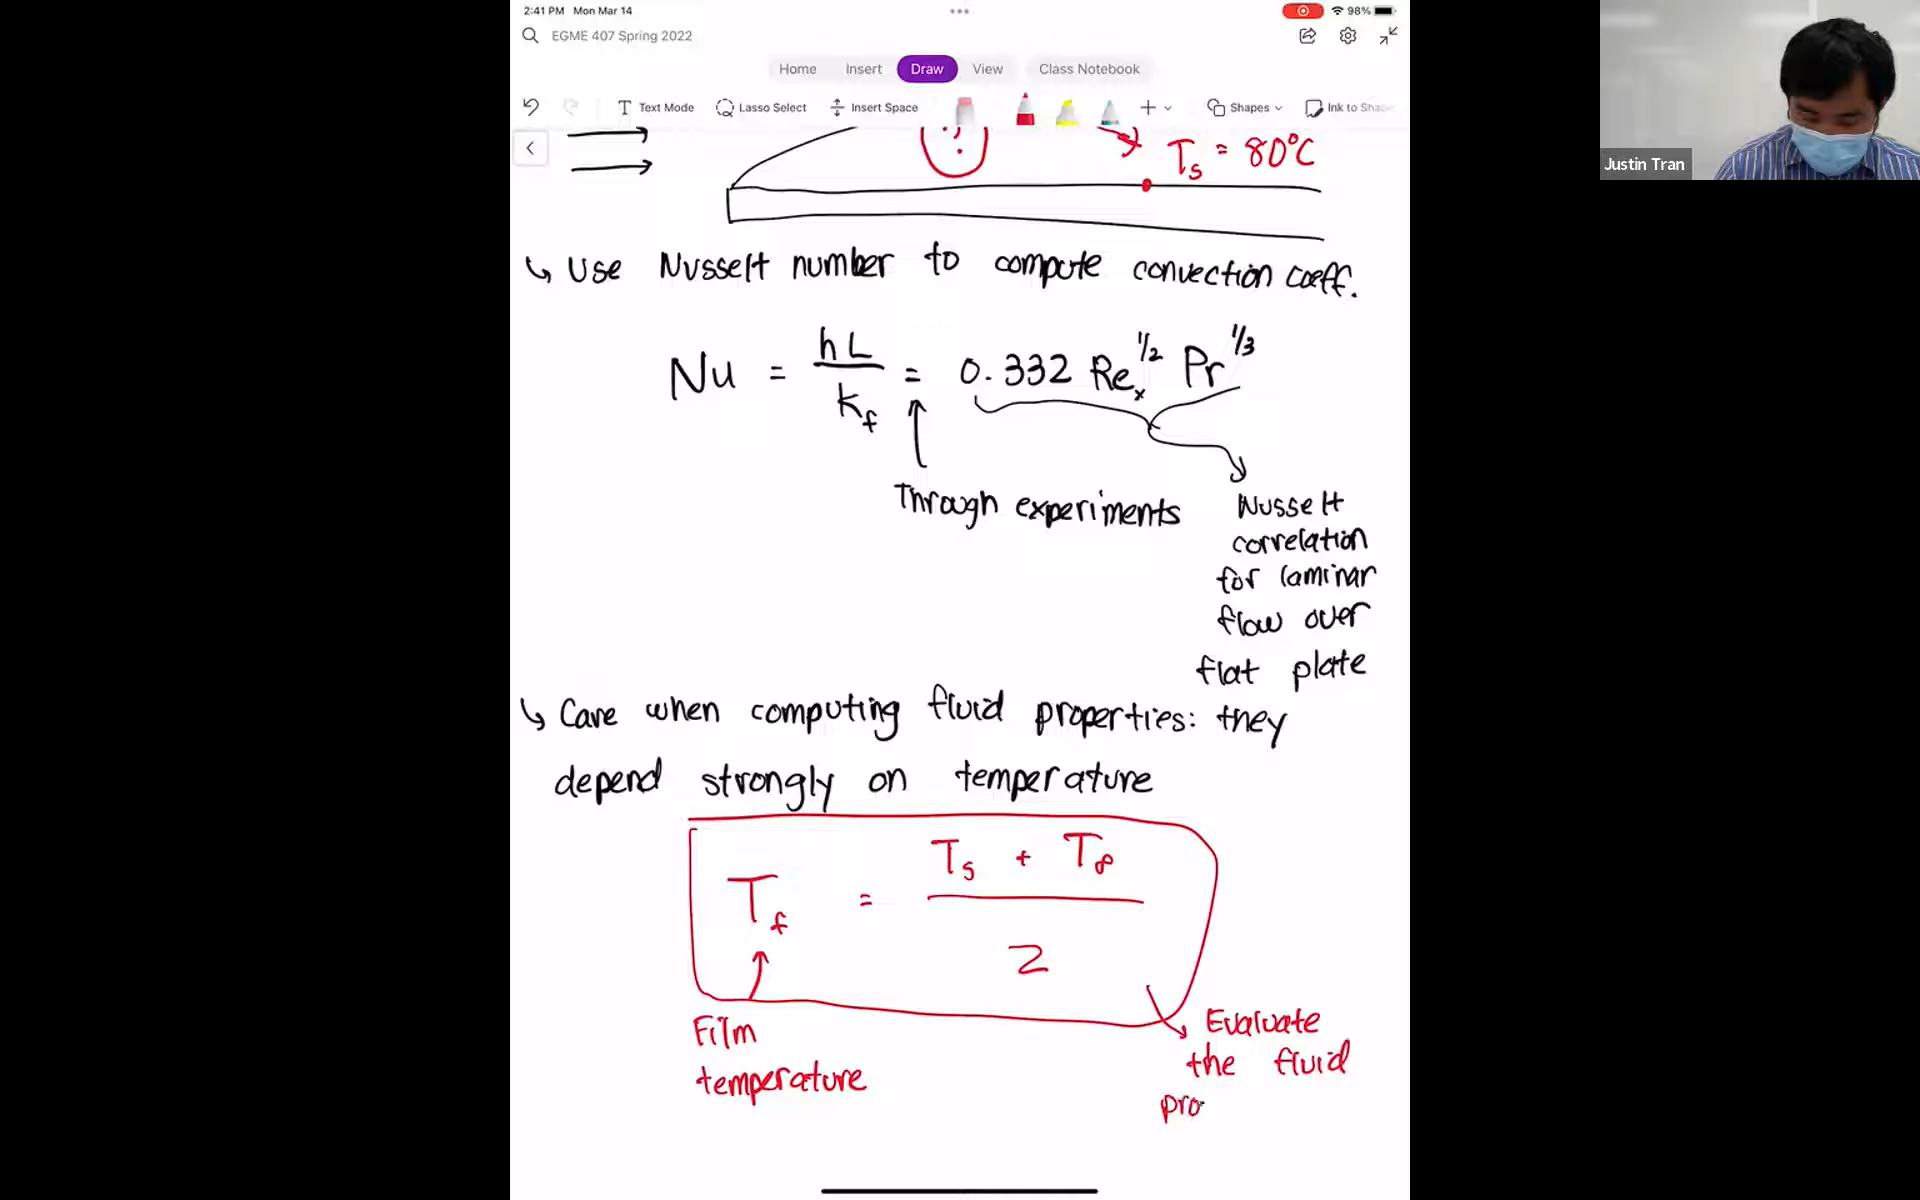 2:41 PM Mon Mar 14
98%
EGME 407 Spring 2022
Home Insert Draw View Class Notebook
Text Mode Lasso Select Insert Space Shapes Ink to Shape
Justin Tran
? Ts = 80°C
↳ Use Nusselt number to compute convection coeff.
Nu = hL / kf = 0.332 Rex^1/2 Pr^1/3
Through experiments
Nusselt
correlation
for laminar
flow over
flat plate
↳ Care when computing fluid properties: they
depend strongly on temperature
Tf = (Ts + T∞) / 2
Film
temperature
Evaluate
the fluid
pro